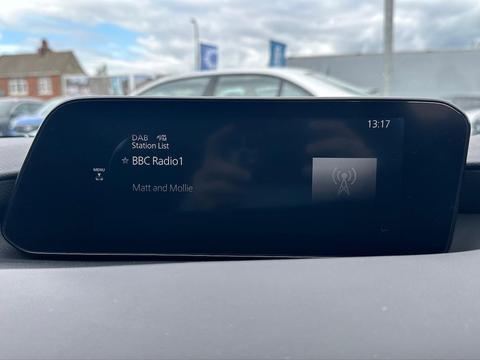 13:17
DAB
Station List
☆ BBC Radio1
MENU
Matt and Mollie